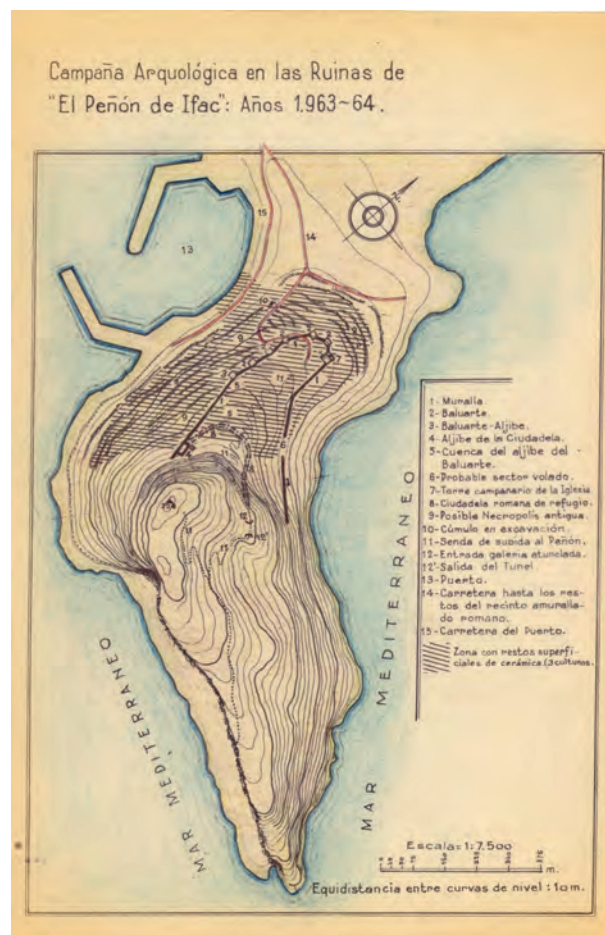 Campaña Arquológica en las Ruinas de
"El Peñón de Ifac": Años 1.963~64.
13
15
14
1- Muralla
2- Baluarte.
3- Baluarte-Aljibe.
4- Aljibe de la Ciudadela.
5- Cuenca del aljibe del
Baluarte.
6- Probable sector volado.
7- Torre campanario de la Iglesia
8- Ciudadela romana de refugio.
9- Posible Necropolis antigua.
10- Cúmulo en excavación.
11- Senda de subida al Peñón.
12- Entrada galería atunelada.
12'- Salida del Tunel
13- Puerto.
14- Carretera hasta los res-
tos del recinto amuralla-
do romano.
15- Carretera del Puerto.
Zona con restos superfi-
ciales de cerámica.(3 culturas.
MAR MEDITERRANEO
MAR MEDITERRANEO
Escala=1:7.500
m.
Equidistancia entre curvas de nivel: 10m.